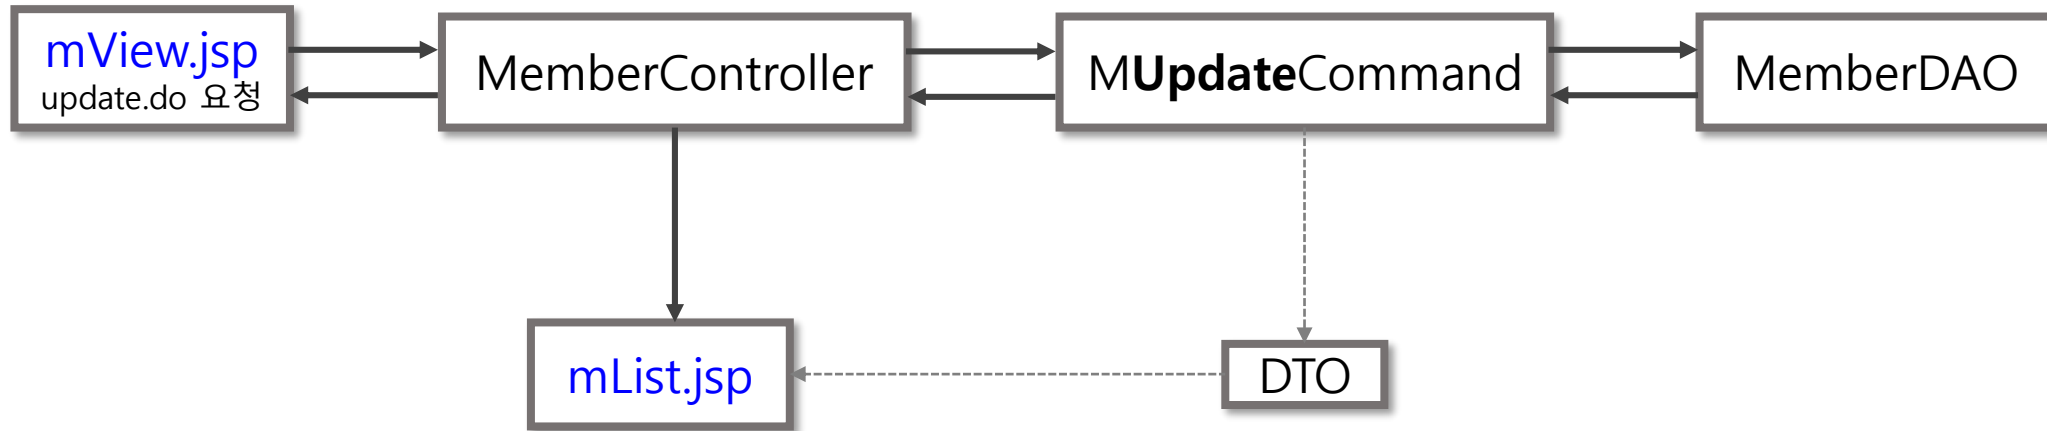 mView.jsp
update.do 요청
MemberController
MUpdateCommand
MemberDAO
mList.jsp
DTO